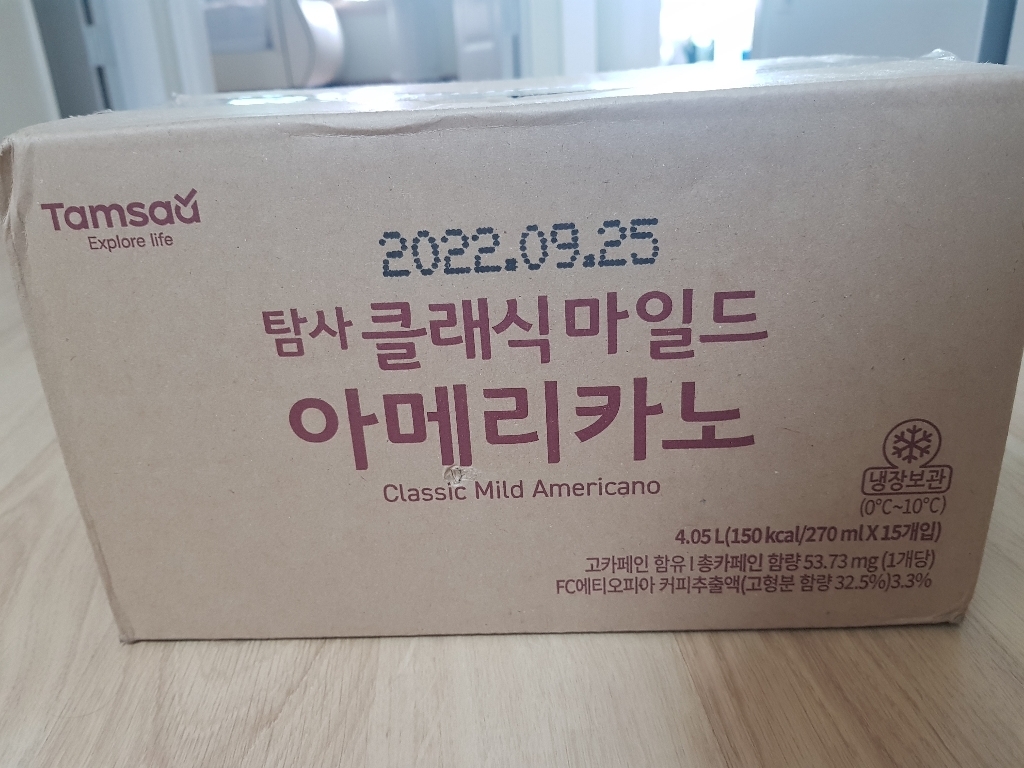 Tamsaa
Explore life
2022.09.25
탐사 클래식 마일드
아메리카노
Classic Mild Americano
냉장보관
(0°C~10°C)
4.05 L(150 kcal/270 ml X 15개입)
고카페인 함유 I 총카페인 함량 53.73 mg (1개당)
FC에티오피아 커피추출액(고형분 함량 32.5%)3.3%